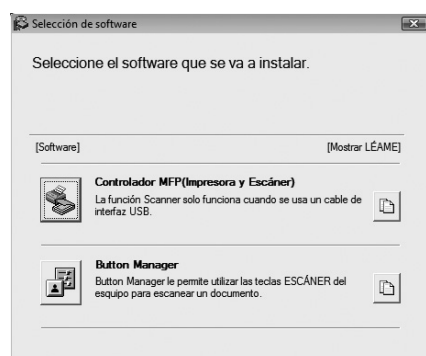 Selección de software
Seleccione el software que se va a instalar.
[Software] [Mostrar LÉAME]
Controlador MFP(Impresora y Escáner)
La función Scanner solo funciona cuando se usa un cable de
interfaz USB.
Button Manager
Button Manager le permite utilizar las teclas ESCÁNER del
esquipo para escanear un documento.